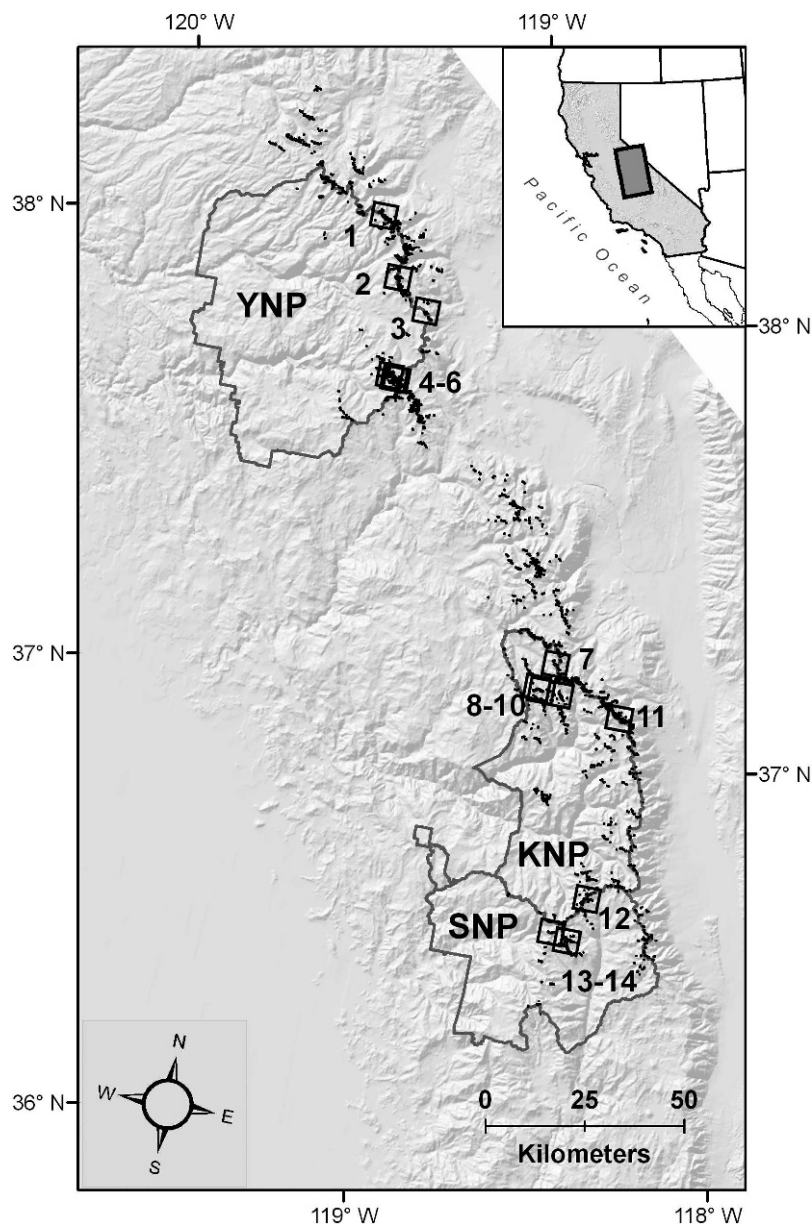 120° W
119° W
38° N
Pacific Ocean
1
2
YNP
3
38° N
4-6
37° N
7
8-10
11
37° N
KNP
12
SNP
13-14
N
W
E
S
36° N
0 25 50
Kilometers
119° W
118° W